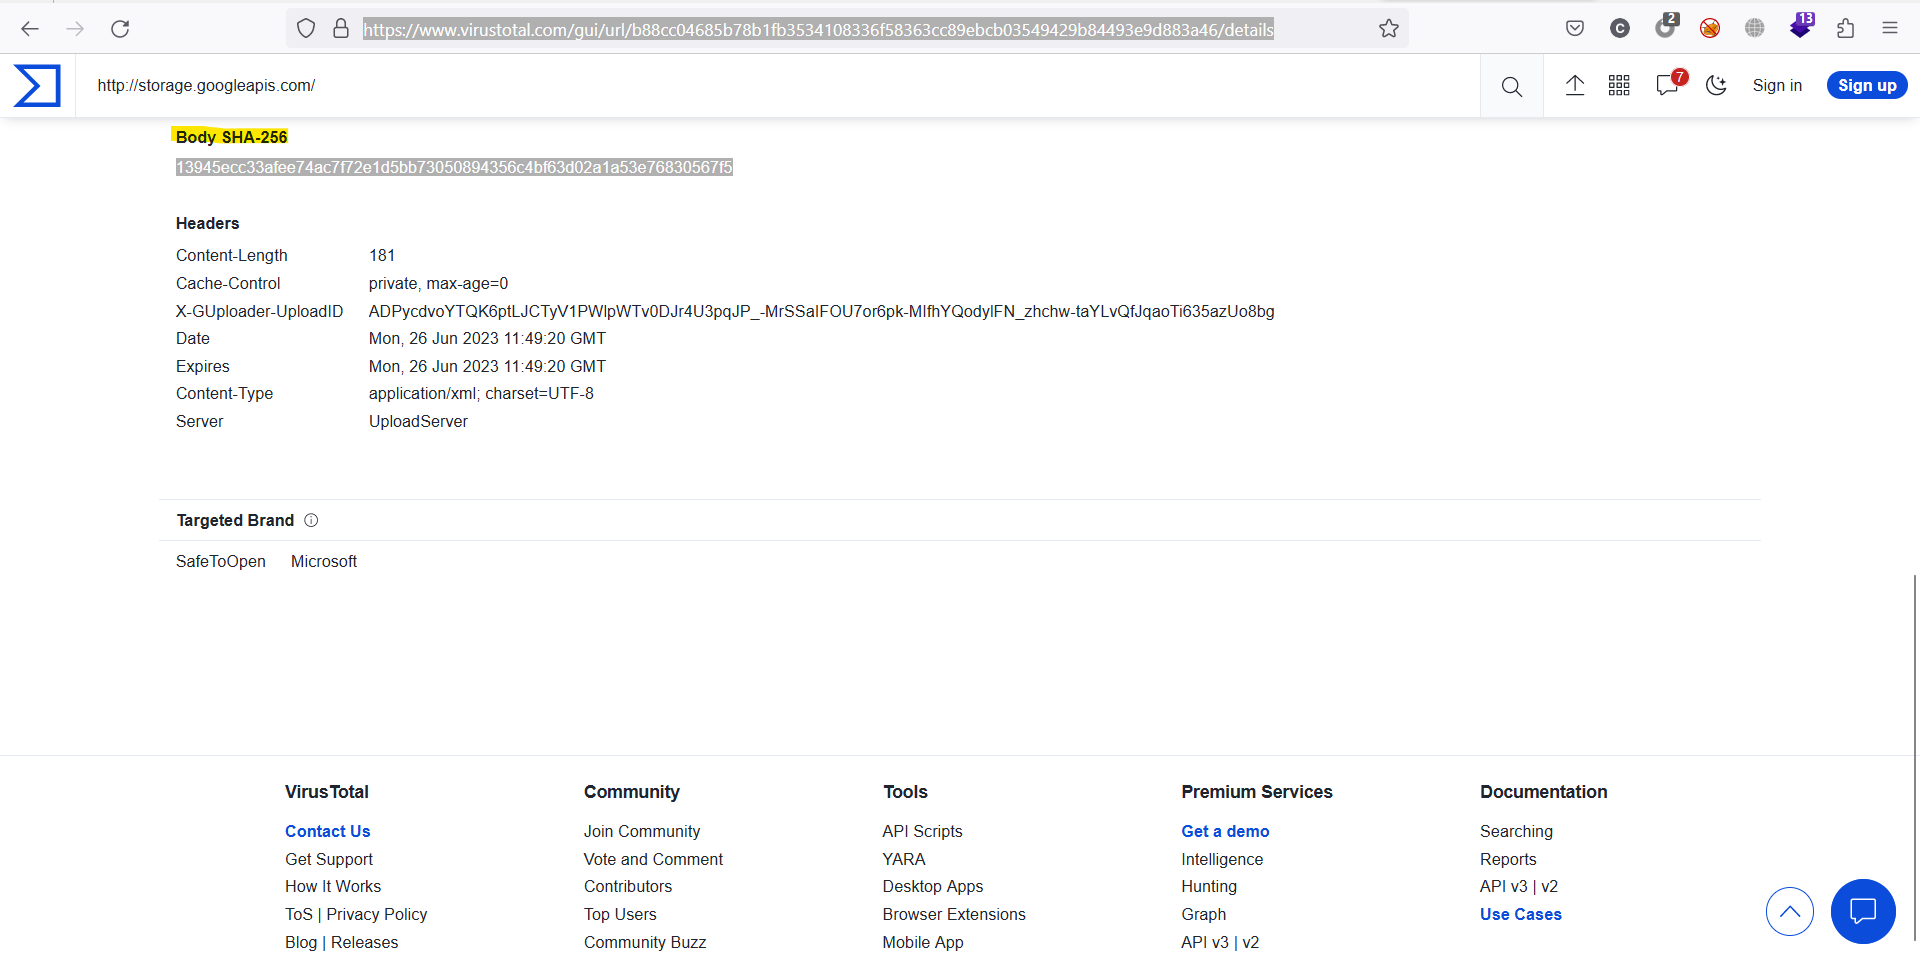 https://www.virustotal.com/gui/url/b88cc04685b78b1fb3534108336f58363cc89ebcb03549429b84493e9d883a46/details
C
2
13
http://storage.googleapis.com/
7
Sign in
Sign up
Body SHA-256
13945ecc33afee74ac7f72e1d5bb73050894356c4bf63d02a1a53e76830567f5
Headers
Content-Length 181
Cache-Control private, max-age=0
X-GUploader-UploadID ADPycdvoYTQK6ptLJCTyV1PWlpWTv0DJr4U3pqJP_-MrSSaIFOU7or6pk-MlfhYQodylFN_zhchw-taYLvQfJqaoTi635azUo8bg
Date Mon, 26 Jun 2023 11:49:20 GMT
Expires Mon, 26 Jun 2023 11:49:20 GMT
Content-Type application/xml; charset=UTF-8
Server UploadServer
Targeted Brand
SafeToOpen Microsoft
VirusTotal
Contact Us
Get Support
How It Works
ToS | Privacy Policy
Blog | Releases
Community
Join Community
Vote and Comment
Contributors
Top Users
Community Buzz
Tools
API Scripts
YARA
Desktop Apps
Browser Extensions
Mobile App
Premium Services
Get a demo
Intelligence
Hunting
Graph
API v3 | v2
Documentation
Searching
Reports
API v3 | v2
Use Cases